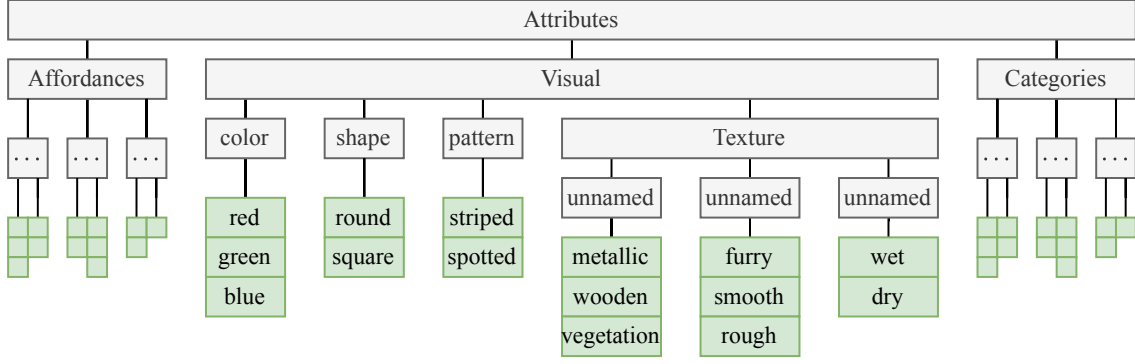 Attributes
Affordances
Visual
Categories
color
shape
pattern
Texture
...
...
...
...
...
...
unnamed
unnamed
unnamed
red
round
striped
green
square
spotted
blue
metallic
furry
wet
wooden
smooth
dry
vegetation
rough